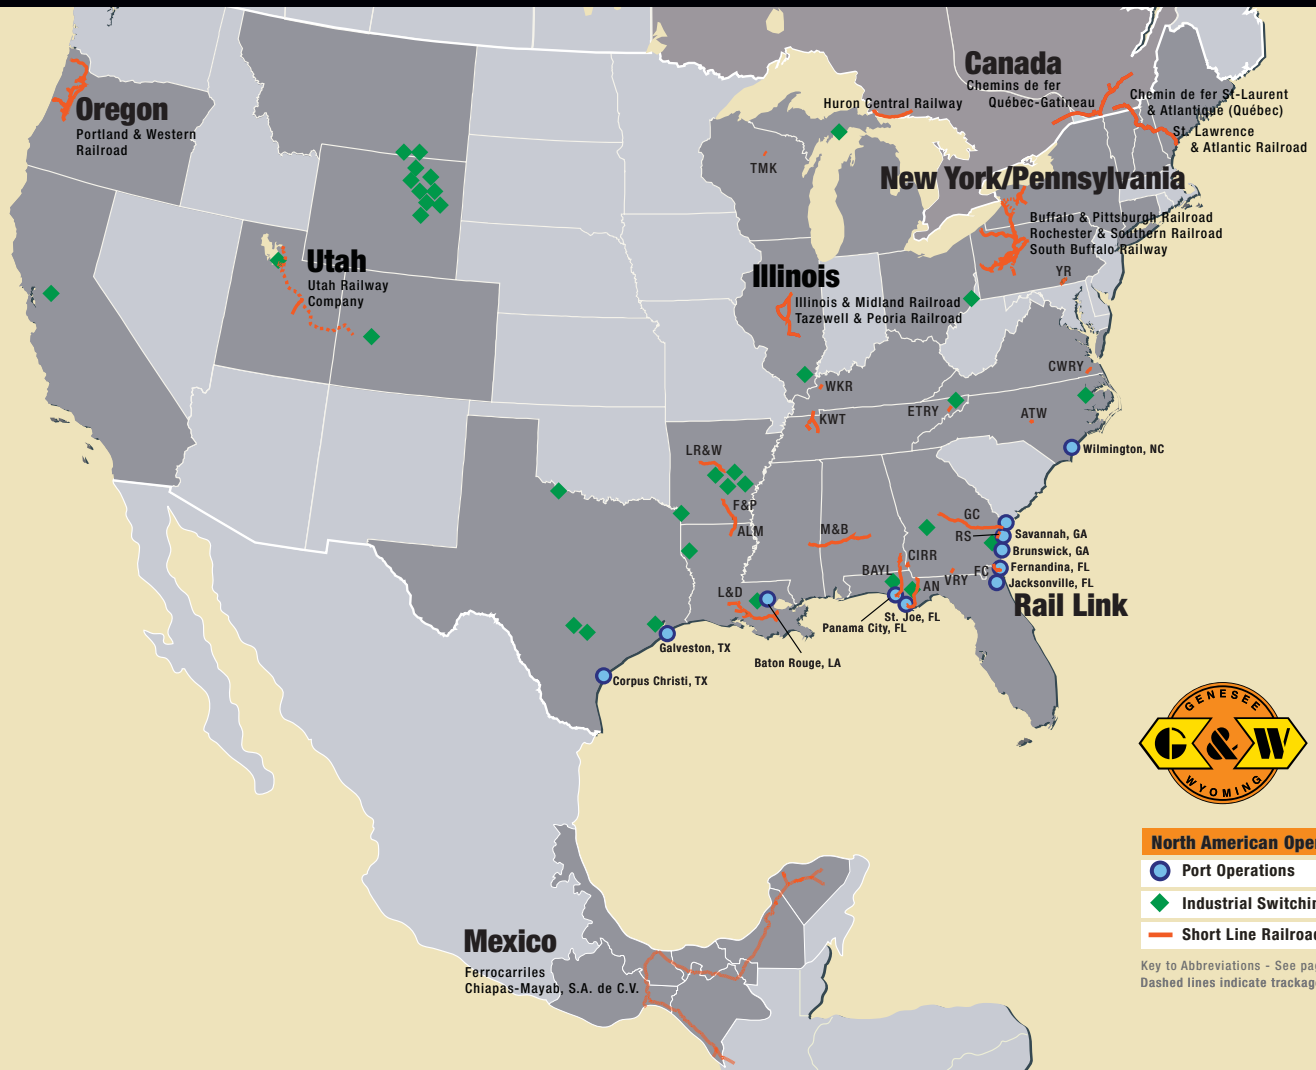 Canada
Chemins de fer
Québec-Gatineau
Huron Central Railway
Chemin de fer St-Laurent
& Atlantique (Québec)
St. Lawrence
& Atlantic Railroad
Oregon
Portland & Western
Railroad
TMK
New York/Pennsylvania
Buffalo & Pittsburgh Railroad
Rochester & Southern Railroad
South Buffalo Railway
YR
Utah
Utah Railway
Company
Illinois
Illinois & Midland Railroad
Tazewell & Peoria Railroad
CWRY
WKR
KWT
ETRY
ATW
Wilmington, NC
LR&W
F&P
ALM
M&B
GC
RS
Savannah, GA
Brunswick, GA
Fernandina, FL
Jacksonville, FL
CIRR
BAYL
AN
VRY
FC
Rail Link
L&D
St. Joe, FL
Panama City, FL
Galveston, TX
Baton Rouge, LA
Corpus Christi, TX
GENESEE
G & W
WYOMING
North American Oper
Port Operations
Industrial Switchin
Short Line Railroad
Key to Abbreviations - See pa
Dashed lines indicate trackag
Mexico
Ferrocarriles
Chiapas-Mayab, S.A. de C.V.